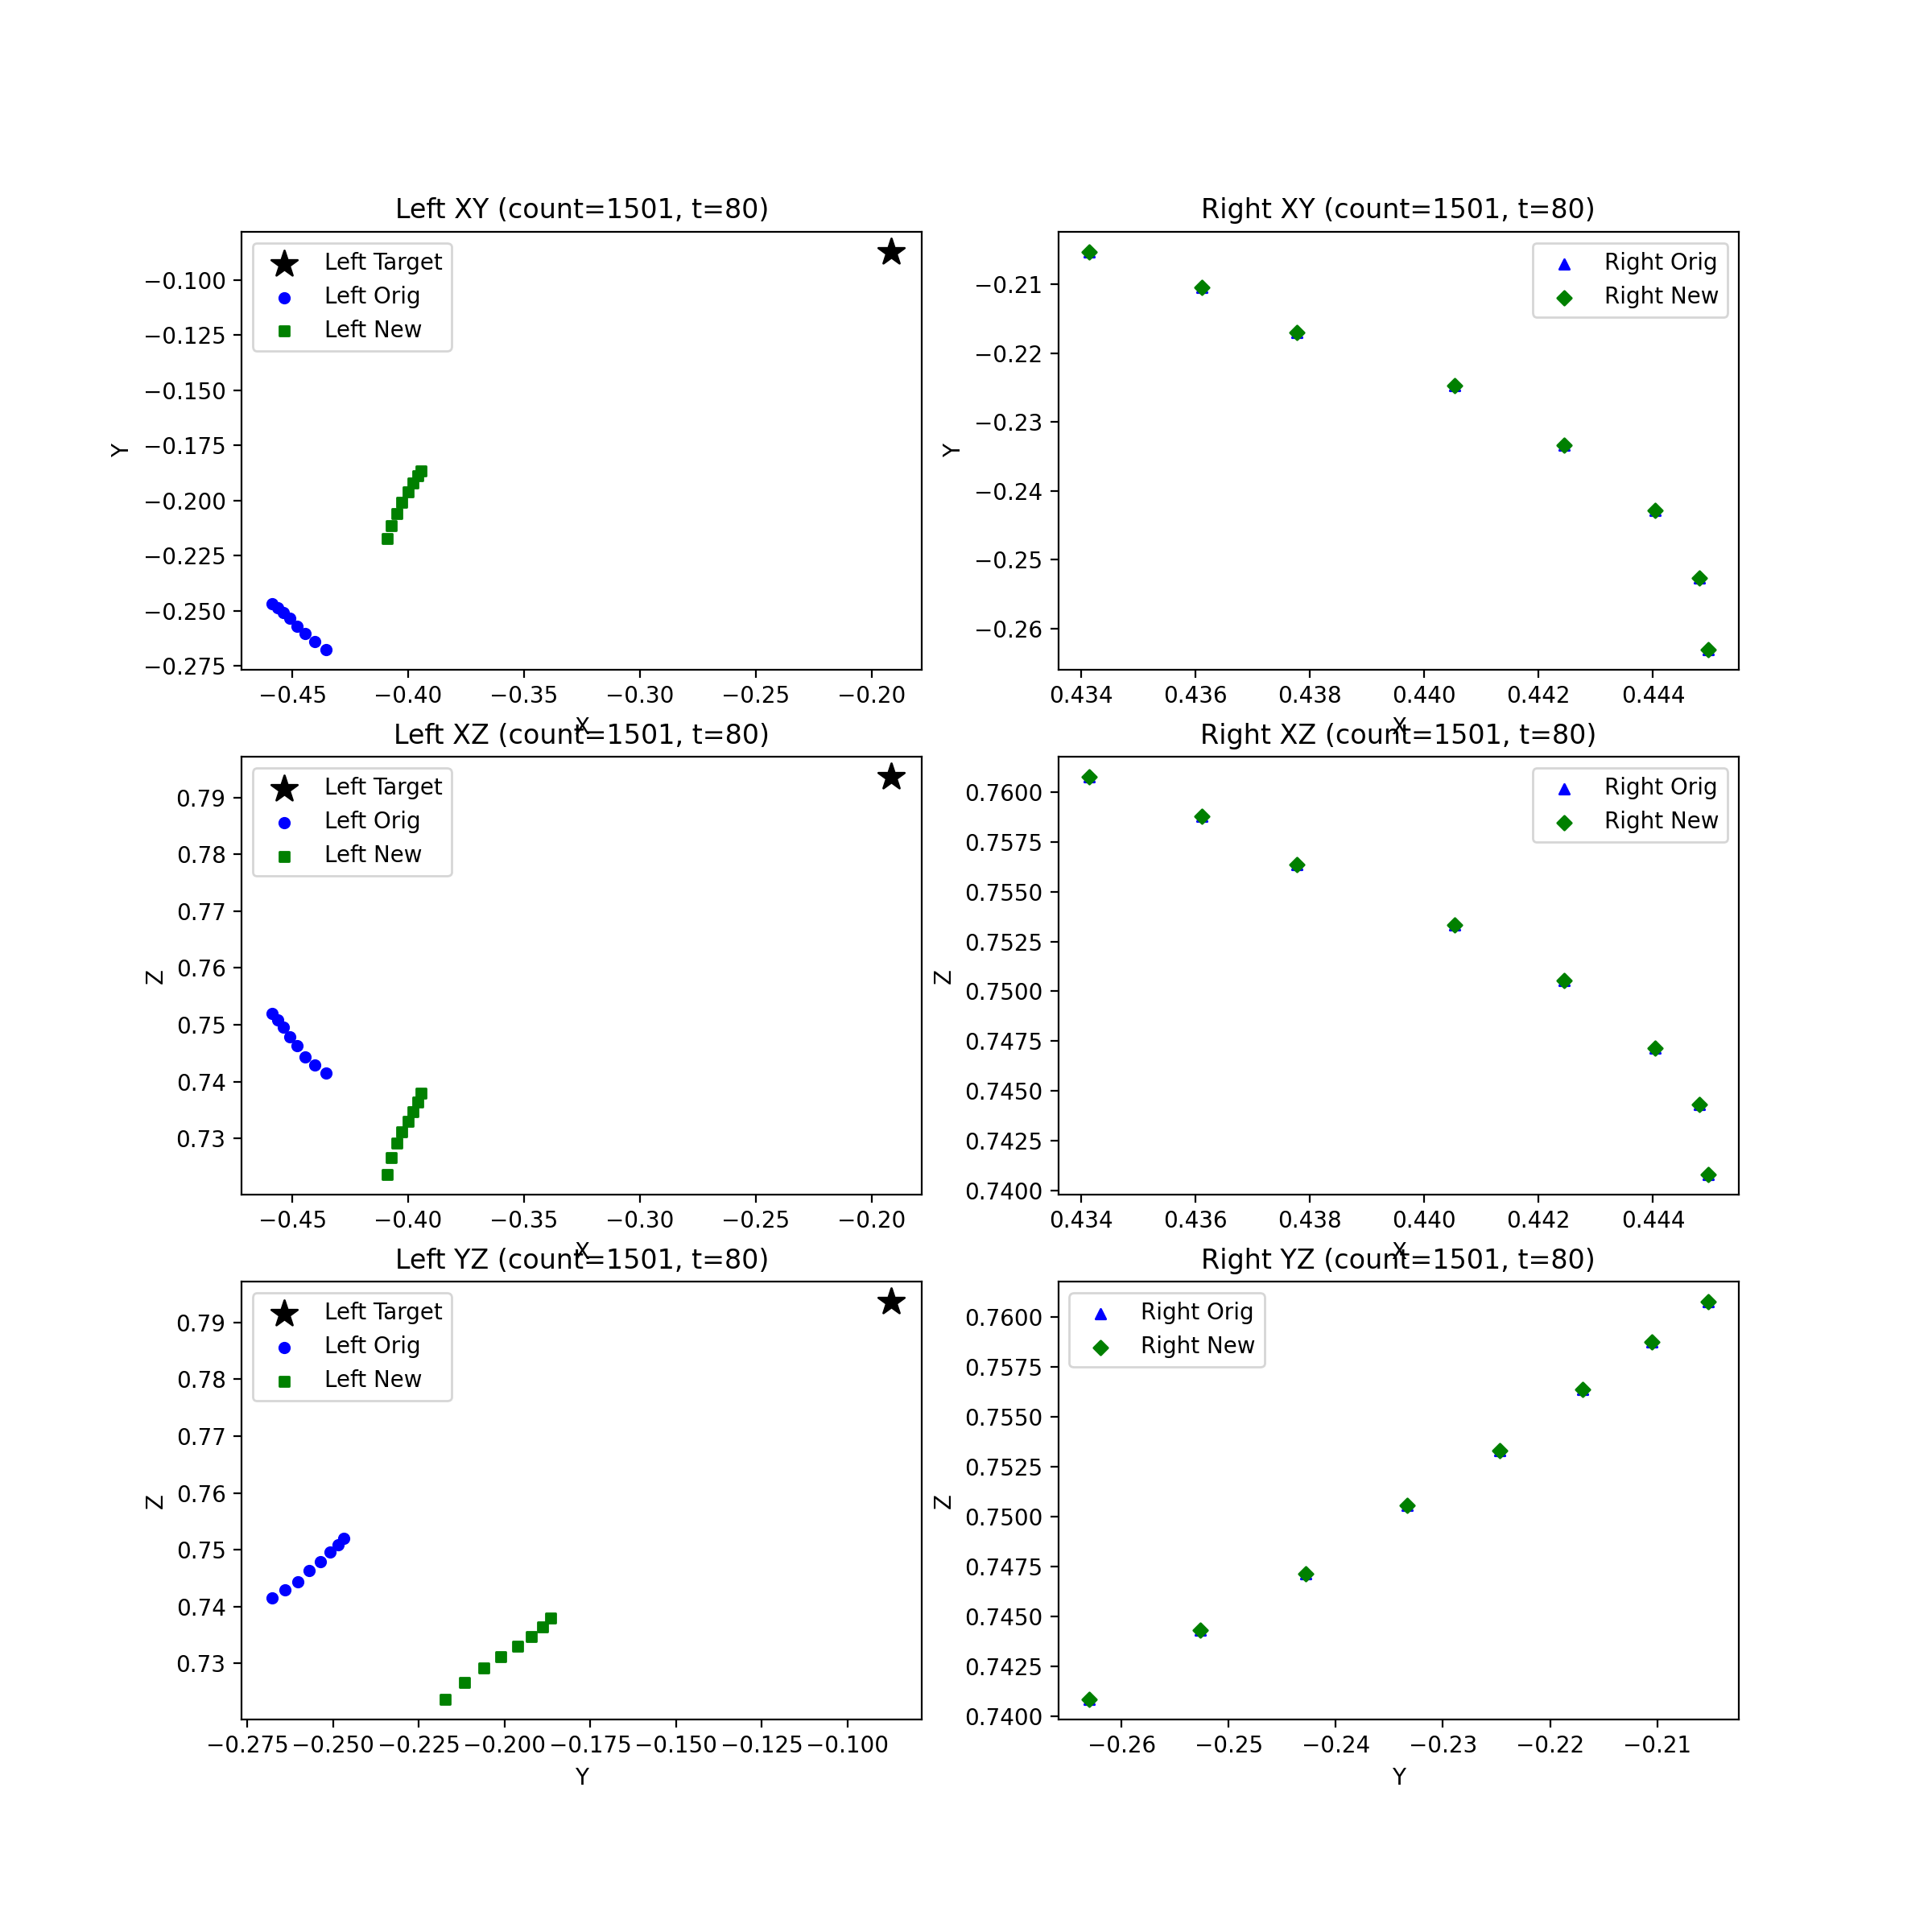 Left XY (count=1501, t=80)
Left Target
Left Orig
Left New
−0.100
−0.125
−0.150
−0.175
−0.200
−0.225
−0.250
−0.275
Y
−0.45
−0.40
−0.35
−0.30
−0.25
−0.20
X
Right XY (count=1501, t=80)
Right Orig
Right New
−0.21
−0.22
−0.23
−0.24
−0.25
−0.26
Y
0.434
0.436
0.438
0.440
0.442
0.444
X
Left XZ (count=1501, t=80)
Left Target
Left Orig
Left New
0.79
0.78
0.77
0.76
0.75
0.74
0.73
Z
−0.45
−0.40
−0.35
−0.30
−0.25
−0.20
X
Right XZ (count=1501, t=80)
Right Orig
Right New
0.7600
0.7575
0.7550
0.7525
0.7500
0.7475
0.7450
0.7425
0.7400
Z
0.434
0.436
0.438
0.440
0.442
0.444
X
Left YZ (count=1501, t=80)
Left Target
Left Orig
Left New
0.79
0.78
0.77
0.76
0.75
0.74
0.73
Z
−0.275
−0.250
−0.225
−0.200
−0.175
−0.150
−0.125
−0.100
Y
Right YZ (count=1501, t=80)
Right Orig
Right New
0.7600
0.7575
0.7550
0.7525
0.7500
0.7475
0.7450
0.7425
0.7400
Z
−0.26
−0.25
−0.24
−0.23
−0.22
−0.21
Y